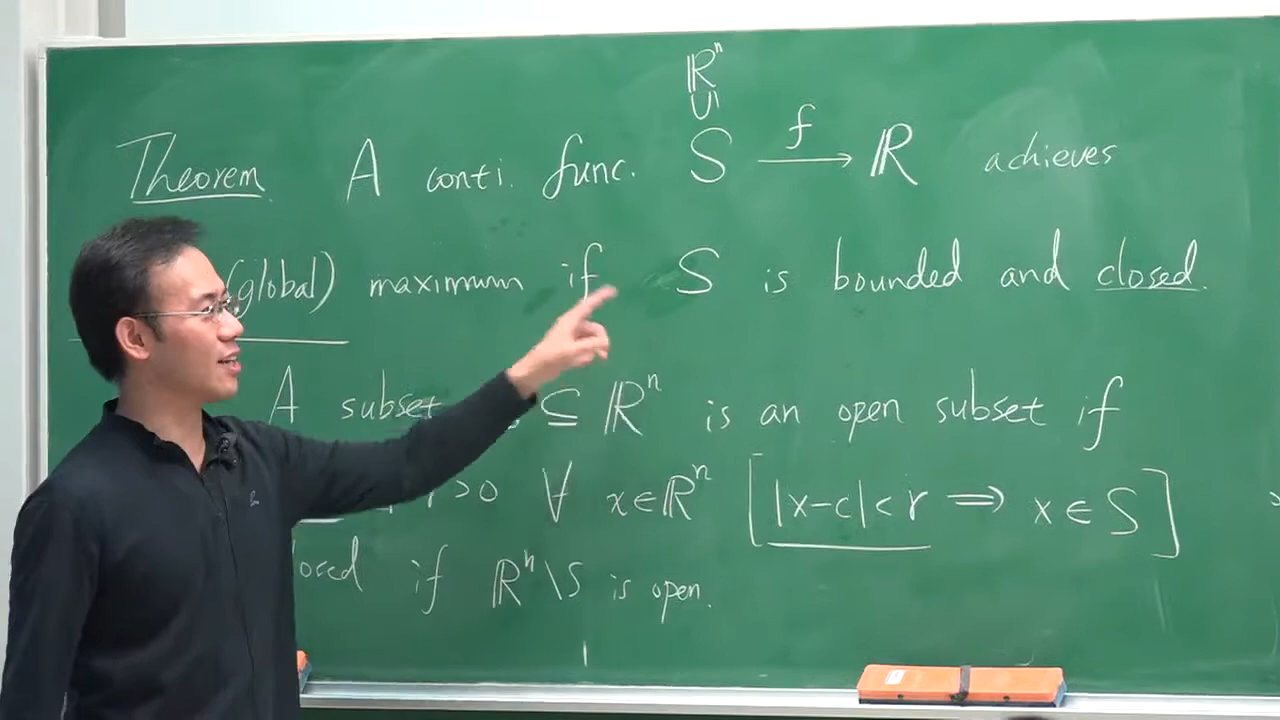 ℝⁿ
∪|
Theorem. A conti. func. S —f→ ℝ achieves
(global) maximum if S is bounded and closed.
A subset ⊆ ℝⁿ is an open subset if
r>0 ∀ x∈ℝⁿ [|x-c|<r ⟹ x∈S]
if ℝⁿ\S is open.